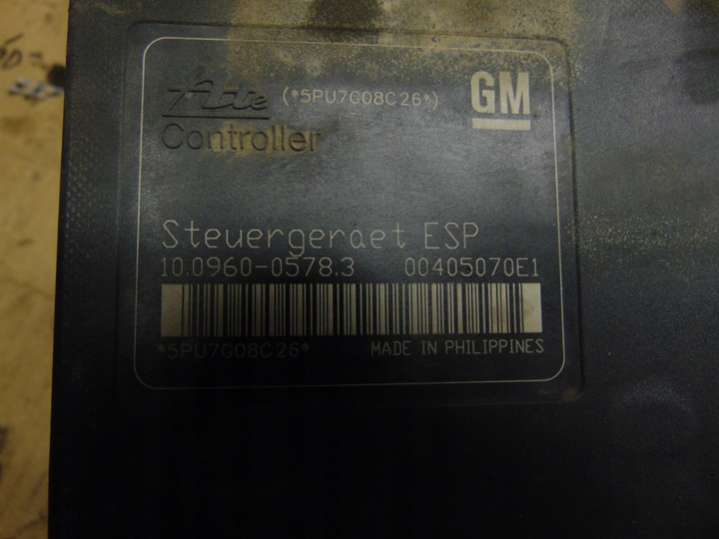 Ate (*5PU7G08C26*) GM
Controller
Steuergeraet ESP
10.0960-0578.3 00405070E1
*5PU7G08C26* MADE IN PHILIPPINES